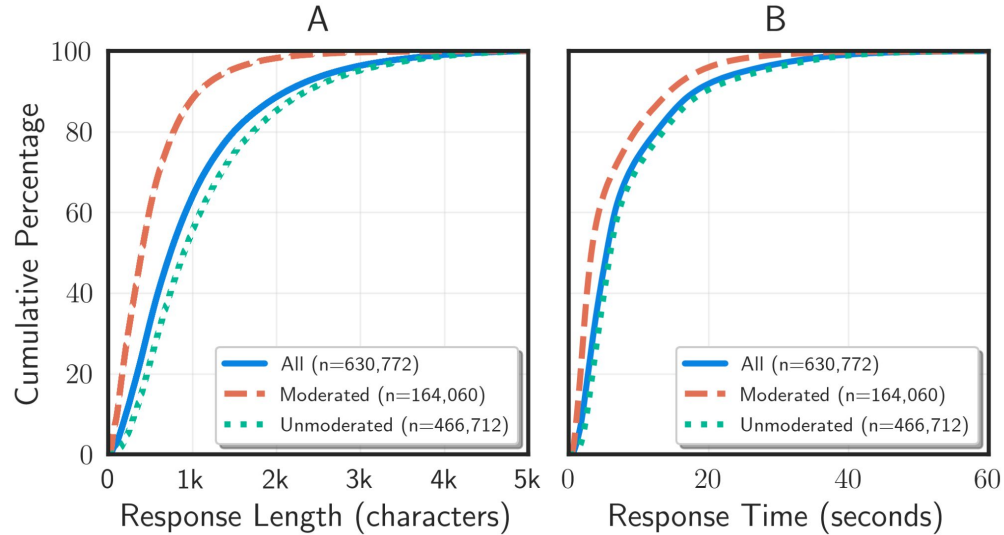 A
B
Cumulative Percentage
100
80
60
40
20
0
0 1k 2k 3k 4k 5k
Response Length (characters)
All (n=630,772)
Moderated (n=164,060)
Unmoderated (n=466,712)
0 20 40 60
Response Time (seconds)
All (n=630,772)
Moderated (n=164,060)
Unmoderated (n=466,712)